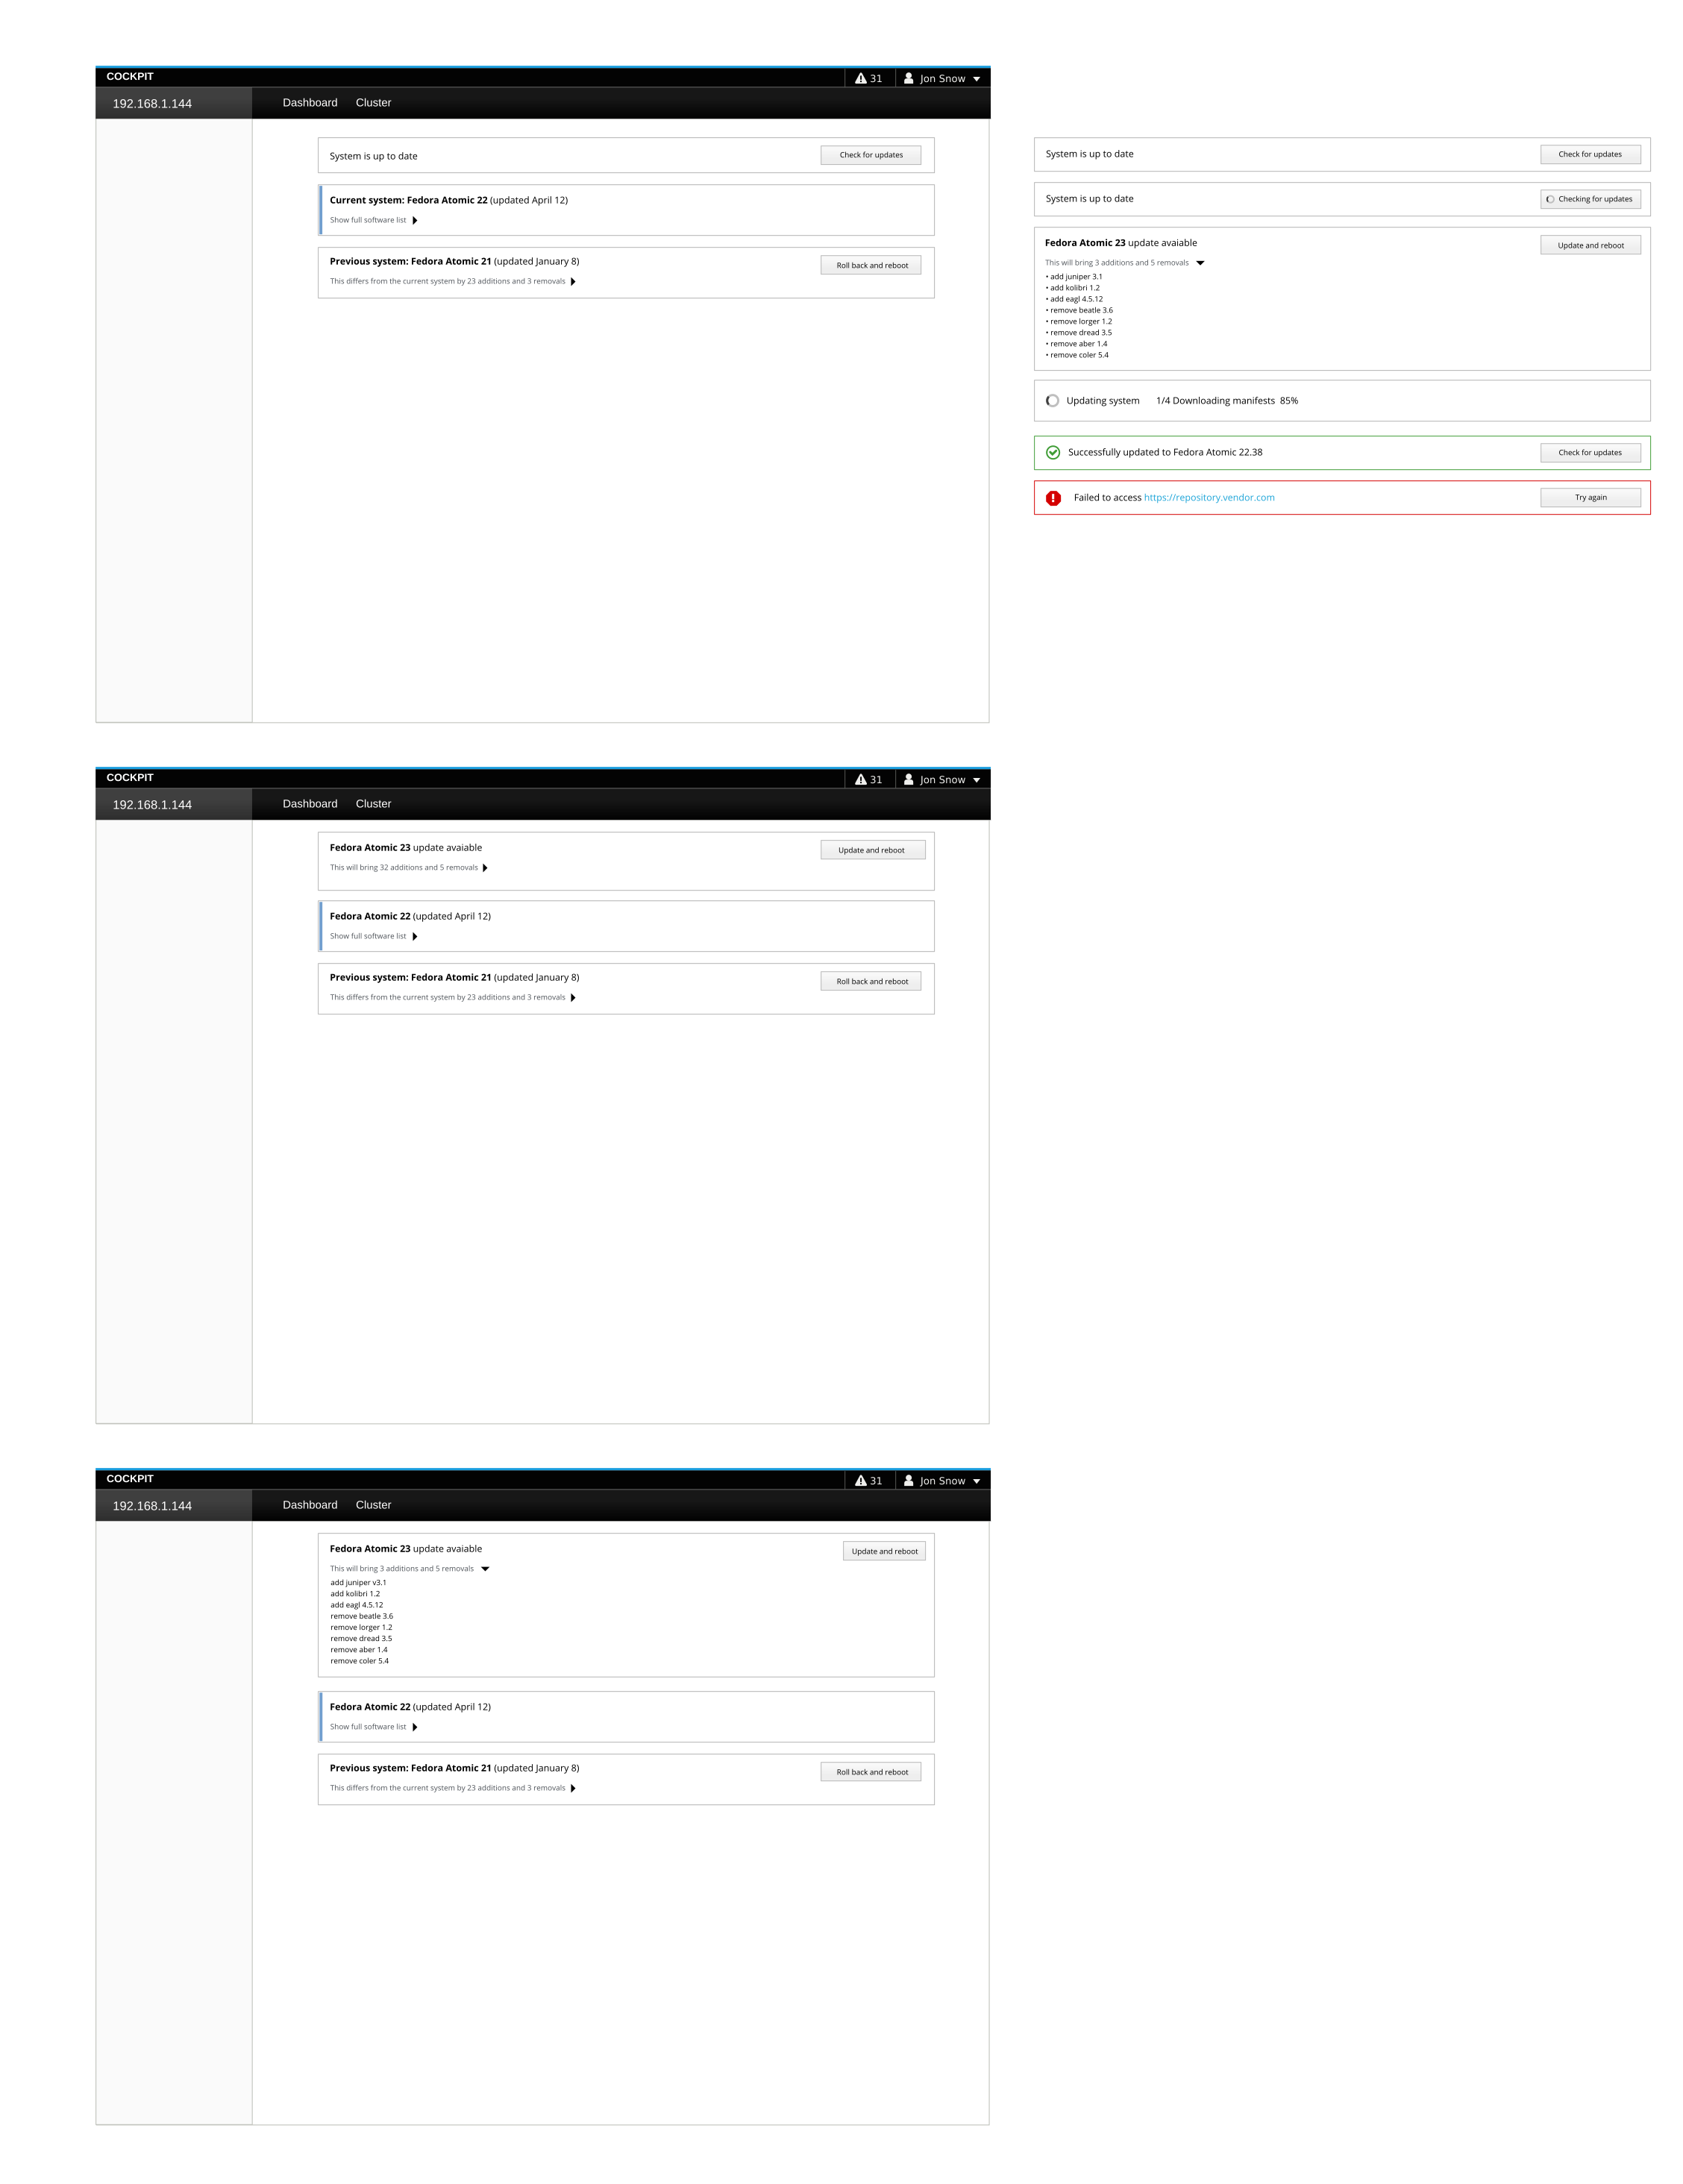 COCKPIT
31 Jon Snow
192.168.1.144 Dashboard Cluster
System is up to date Check for updates
Current system: Fedora Atomic 22 (updated April 12)
Show full software list
Previous system: Fedora Atomic 21 (updated January 8) Roll back and reboot
This differs from the current system by 23 additions and 3 removals
System is up to date Check for updates
System is up to date Checking for updates
Fedora Atomic 23 update avaiable Update and reboot
This will bring 3 additions and 5 removals
• add juniper 3.1
• add kolibri 1.2
• add eagl 4.5.12
• remove beatle 3.6
• remove lorger 1.2
• remove dread 3.5
• remove aber 1.4
• remove coler 5.4
Updating system 1/4 Downloading manifests 85%
Successfully updated to Fedora Atomic 22.38 Check for updates
Failed to access https://repository.vendor.com Try again
COCKPIT
31 Jon Snow
192.168.1.144 Dashboard Cluster
Fedora Atomic 23 update avaiable Update and reboot
This will bring 32 additions and 5 removals
Fedora Atomic 22 (updated April 12)
Show full software list
Previous system: Fedora Atomic 21 (updated January 8) Roll back and reboot
This differs from the current system by 23 additions and 3 removals
COCKPIT
31 Jon Snow
192.168.1.144 Dashboard Cluster
Fedora Atomic 23 update avaiable Update and reboot
This will bring 3 additions and 5 removals
add juniper v3.1
add kolibri 1.2
add eagl 4.5.12
remove beatle 3.6
remove lorger 1.2
remove dread 3.5
remove aber 1.4
remove coler 5.4
Fedora Atomic 22 (updated April 12)
Show full software list
Previous system: Fedora Atomic 21 (updated January 8) Roll back and reboot
This differs from the current system by 23 additions and 3 removals